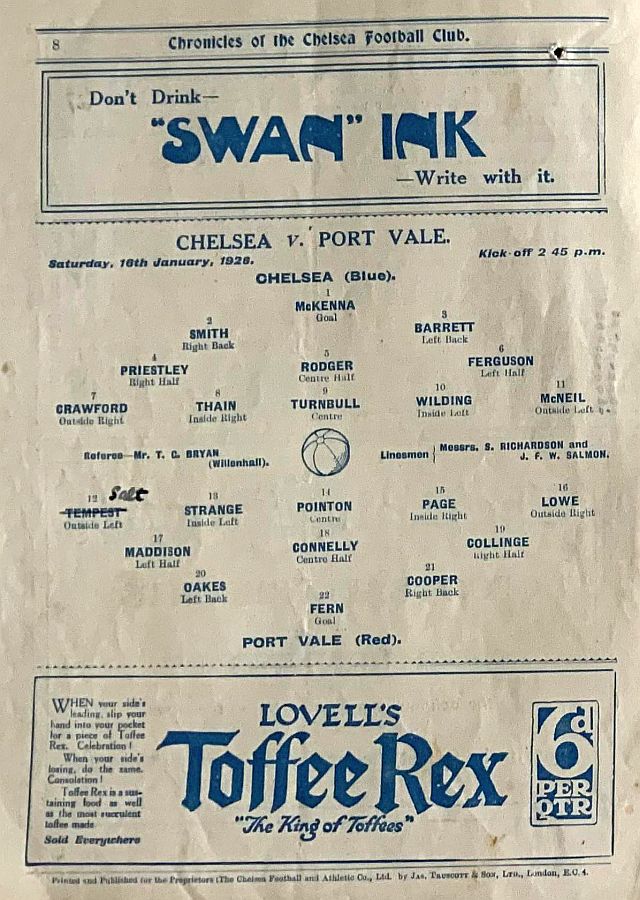 8
Chronicles of the Chelsea Football Club.
Don't Drink—
"SWAN" INK
—Write with it.
CHELSEA v. PORT VALE.
Saturday, 16th January, 1926.
Kick-off 2 45 p.m.
CHELSEA (Blue).
1
McKENNA
Goal
2
SMITH
Right Back
3
BARRETT
Left Back
4
PRIESTLEY
Right Half
5
RODGER
Centre Half
6
FERGUSON
Left Half
7
CRAWFORD
Outside Right
8
THAIN
Inside Right
9
TURNBULL
Centre
10
WILDING
Inside Left
11
McNEIL
Outside Left
Referee—Mr. T. G. BRYAN
(Willenhall).
Linesmen { Messrs. S. RICHARDSON and
J. F. W. SALMON.
12 Salt
TEMPEST
Outside Left
13
STRANGE
Inside Left
14
POINTON
Centre
15
PAGE
Inside Right
16
LOWE
Outside Right
17
MADDISON
Left Half
18
CONNELLY
Centre Half
19
COLLINGE
Right Half
20
OAKES
Left Back
21
COOPER
Right Back
22
FERN
Goal
PORT VALE (Red).
WHEN your side's
leading, slip your
hand into your pocket
for a piece of Toffee
Rex. Celebration!
When your side's
losing, do the same.
Consolation!
Toffee Rex is a sus-
taining food as well
as the most succulent
toffee made
Sold Everywhere
LOVELL'S
Toffee Rex
"The King of Toffees"
6d
PER
QTR
Printed and Published for the Proprietors (The Chelsea Football and Athletic Co., Ltd. by JAS. TRUSCOTT & SON, LTD., London, E.C. 4.